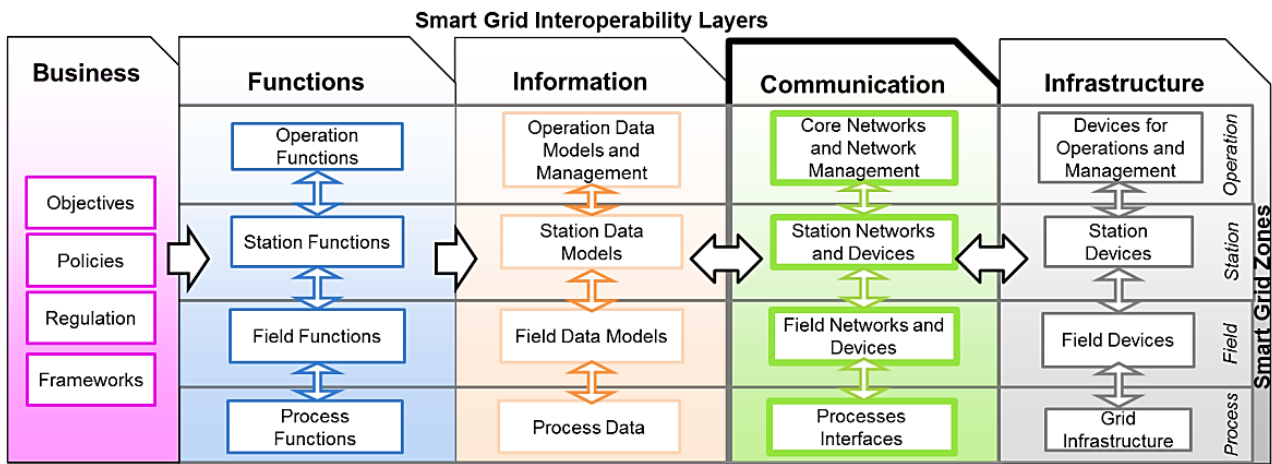 Smart Grid Interoperability Layers
Business
Objectives
Policies
Regulation
Frameworks
Functions
Operation
Functions
Station Functions
Field Functions
Process
Functions
Information
Operation Data
Models and
Management
Station Data
Models
Field Data Models
Process Data
Communication
Core Networks
and Network
Management
Station Networks
and Devices
Field Networks and
Devices
Processes
Interfaces
Infrastructure
Devices for
Operations and
Management
Station
Devices
Field Devices
Grid
Infrastructure
Operation
Station
Field
Process
Smart Grid Zones